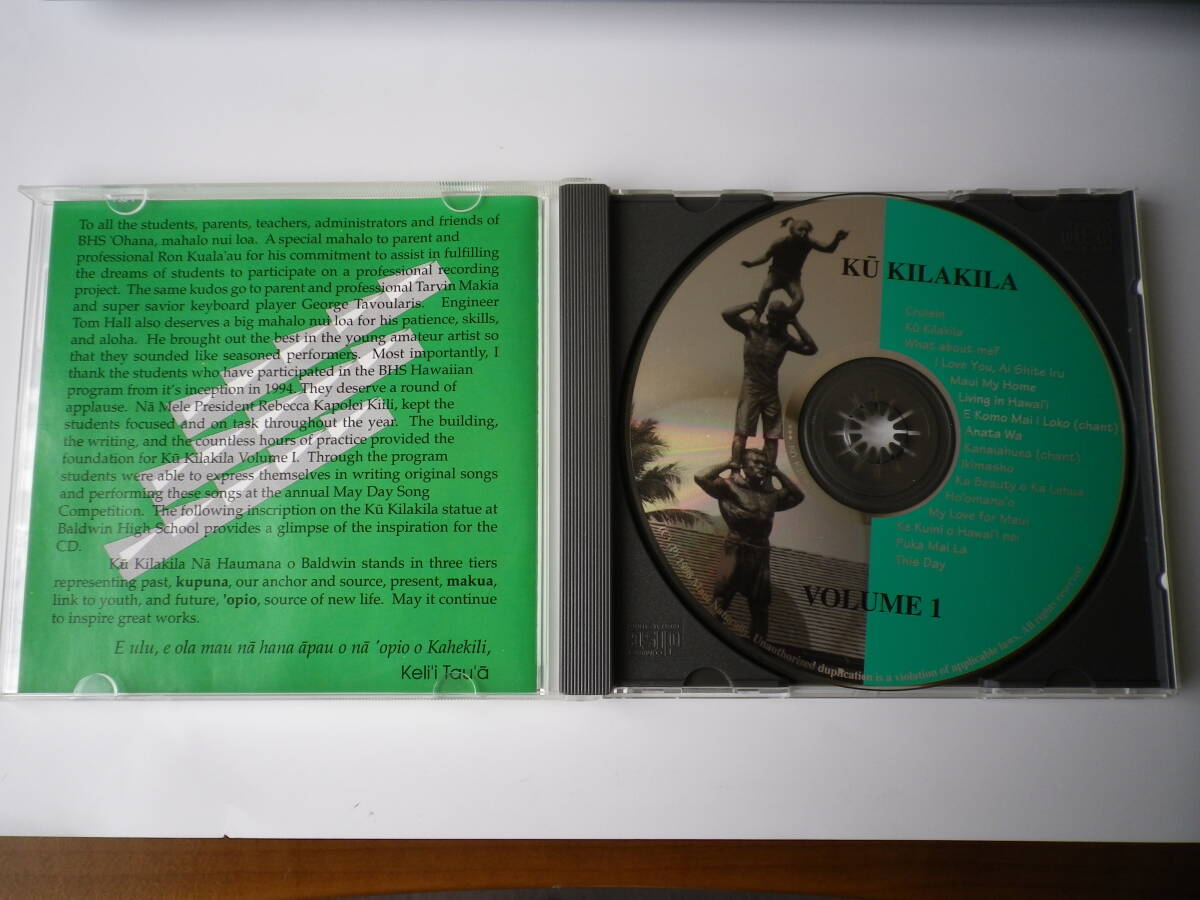 To all the students, parents, teachers, administrators and friends of
BHS 'Ohana, mahalo nui loa. A special mahalo to parent and
professional Ron Kuala'au for his commitment to assist in fulfilling
the dreams of students to participate on a professional recording
project. The same kudos go to parent and professional Tarvin Makia
and super savior keyboard player George Tavoularis. Engineer
Tom Hall also deserves a big mahalo nui loa for his patience, skills,
and aloha. He brought out the best in the young amateur artist so
that they sounded like seasoned performers. Most importantly, I
thank the students who have participated in the BHS Hawaiian
program from it's inception in 1994. They deserve a round of
applause. Nā Mele President Rebecca Kapolei Kiili, kept the
students focused and on task throughout the year. The building,
the writing, and the countless hours of practice provided the
foundation for Kū Kilakila Volume I. Through the program
students were able to express themselves in writing original songs
and performing these songs at the annual May Day Song
Competition. The following inscription on the Kū Kilakila statue at
Baldwin High School provides a glimpse of the inspiration for the
CD.
Kū Kilakila Nā Haumana o Baldwin stands in three tiers
representing past, kupuna, our anchor and source, present, makua,
link to youth, and future, 'opio, source of new life. May it continue
to inspire great works.
E ulu, e ola mau nā hana āpau o nā 'opio o Kahekili,
Keli'i Tau'ā
KŪ KILAKILA
Cruisin
Kū Kilakila
What about me?
I Love You, Ai Shite Iru
Maui My Home
Living in Hawai'i
E Komo Mai I Loko (chant)
Anata Wa
Kanaiahuea (chant)
Ikimasho
Ka Beauty o Ka Lehua
Ho'omana'o
My Love for Maui
Ke Kuini o Hawai'i nei
Puka Mai La
This Day
VOLUME 1
Unauthorized duplication is a violation of applicable laws. All rights reserved.